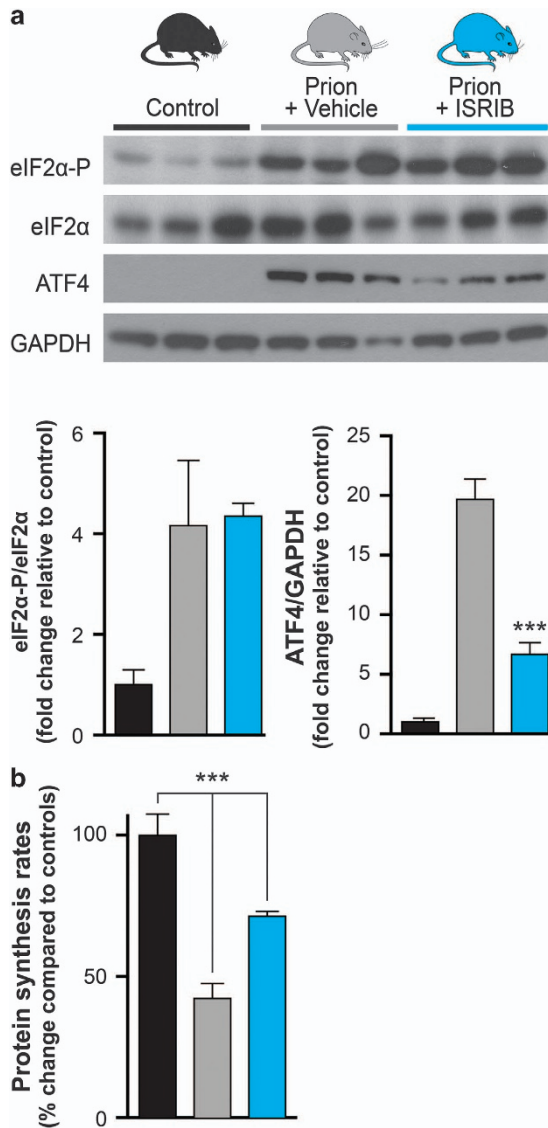 a
Control
Prion
+ Vehicle
Prion
+ ISRIB
eIF2α-P
eIF2α
ATF4
GAPDH
eIF2α-P/eIF2α
(fold change relative to control)
6
4
2
0
ATF4/GAPDH
(fold change relative to control)
25
20
15
10
5
0
***
b
Protein synthesis rates
(% change compared to controls)
100
50
0
***